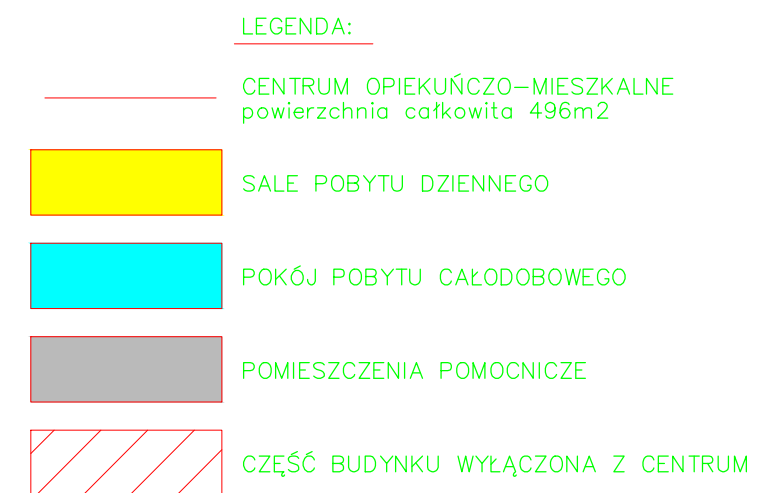 LEGENDA:
CENTRUM OPIEKUŃCZO-MIESZKALNE
powierzchnia całkowita 496m2
SALE POBYTU DZIENNEGO
POKÓJ POBYTU CAŁODOBOWEGO
POMIESZCZENIA POMOCNICZE
CZĘŚĆ BUDYNKU WYŁĄCZONA Z CENTRUM